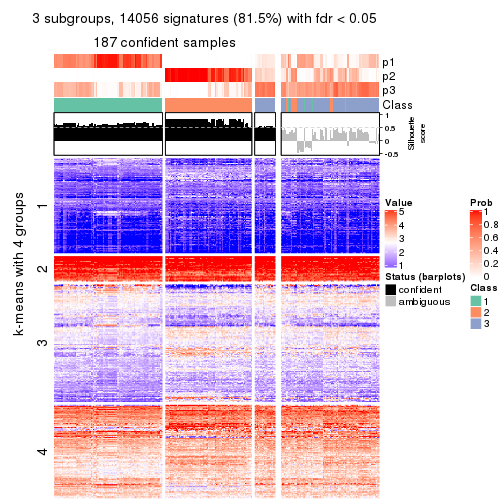 3 subgroups, 14056 signatures (81.5%) with fdr < 0.05
187 confident samples
p1
p2
p3
Class
1
0.5
0
-0.5
Silhouette
score
k-means with 4 groups
1
2
3
4
Value
5
4
3
2
1
Status (barplots)
confident
ambiguous
Prob
1
0.8
0.6
0.4
0.2
0
Class
1
2
3